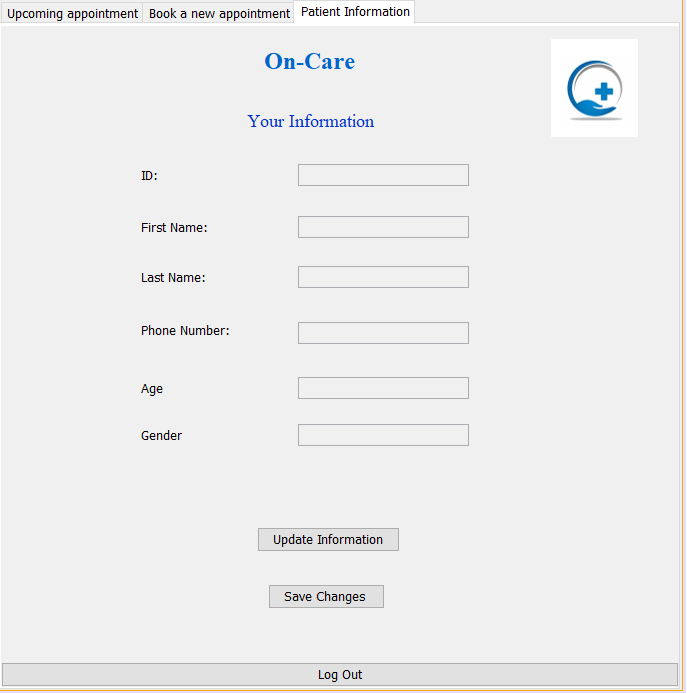 Upcoming appointment Book a new appointment Patient Information
On-Care
Your Information
ID:
First Name:
Last Name:
Phone Number:
Age
Gender
Update Information
Save Changes
Log Out